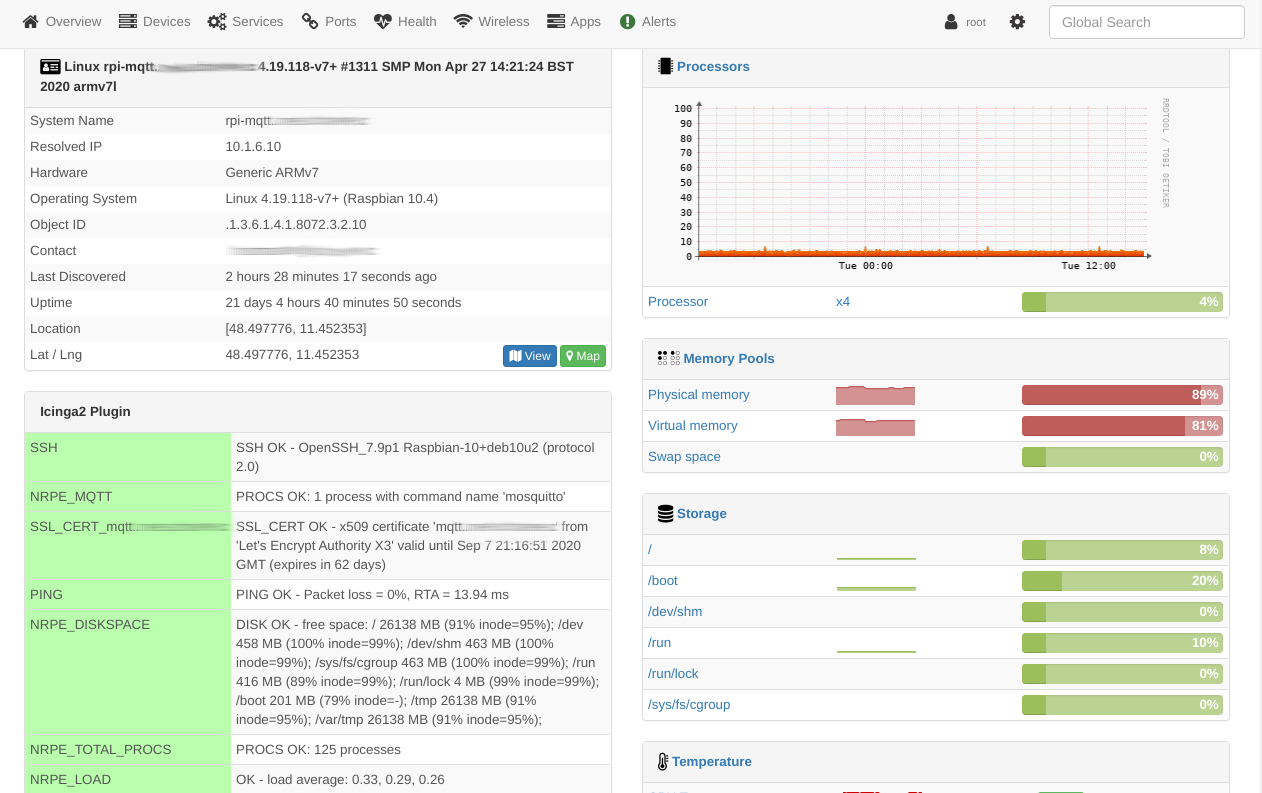 Overview Devices Services Ports Health Wireless Apps Alerts root Global Search
Linux rpi-mqtt. 4.19.118-v7+ #1311 SMP Mon Apr 27 14:21:24 BST
2020 armv7l
System Name rpi-mqtt.
Resolved IP 10.1.6.10
Hardware Generic ARMv7
Operating System Linux 4.19.118-v7+ (Raspbian 10.4)
Object ID .1.3.6.1.4.1.8072.3.2.10
Contact
Last Discovered 2 hours 28 minutes 17 seconds ago
Uptime 21 days 4 hours 40 minutes 50 seconds
Location [48.497776, 11.452353]
Lat / Lng 48.497776, 11.452353 View Map
Icinga2 Plugin
SSH SSH OK - OpenSSH_7.9p1 Raspbian-10+deb10u2 (protocol
2.0)
NRPE_MQTT PROCS OK: 1 process with command name 'mosquitto'
SSL_CERT_mqtt. SSL_CERT OK - x509 certificate 'mqtt. ' from
'Let's Encrypt Authority X3' valid until Sep 7 21:16:51 2020
GMT (expires in 62 days)
PING PING OK - Packet loss = 0%, RTA = 13.94 ms
NRPE_DISKSPACE DISK OK - free space: / 26138 MB (91% inode=95%); /dev
458 MB (100% inode=99%); /dev/shm 463 MB (100%
inode=99%); /sys/fs/cgroup 463 MB (100% inode=99%); /run
416 MB (89% inode=99%); /run/lock 4 MB (99% inode=99%);
/boot 201 MB (79% inode=-); /tmp 26138 MB (91%
inode=95%); /var/tmp 26138 MB (91% inode=95%);
NRPE_TOTAL_PROCS PROCS OK: 125 processes
NRPE_LOAD OK - load average: 0.33, 0.29, 0.26
Processors
100
90
80
70
60
50
40
30
20
10
0
Tue 00:00 Tue 12:00
RRDTOOL / TOBI OETIKER
Processor x4 4%
Memory Pools
Physical memory 89%
Virtual memory 81%
Swap space 0%
Storage
/ 8%
/boot 20%
/dev/shm 0%
/run 10%
/run/lock 0%
/sys/fs/cgroup 0%
Temperature